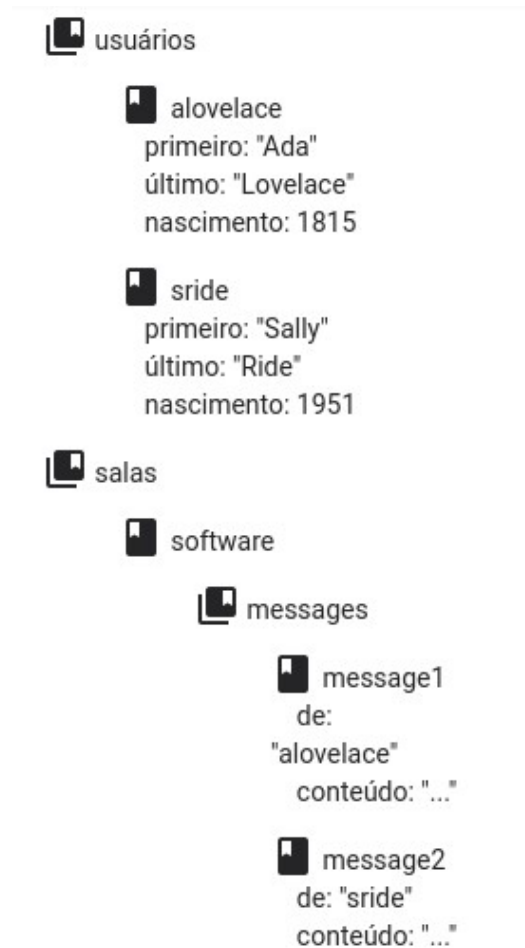 usuários
alovelace
primeiro: "Ada"
último: "Lovelace"
nascimento: 1815
sride
primeiro: "Sally"
último: "Ride"
nascimento: 1951
salas
software
messages
message1
de:
"alovelace"
conteúdo: "..."
message2
de: "sride"
conteúdo: "..."